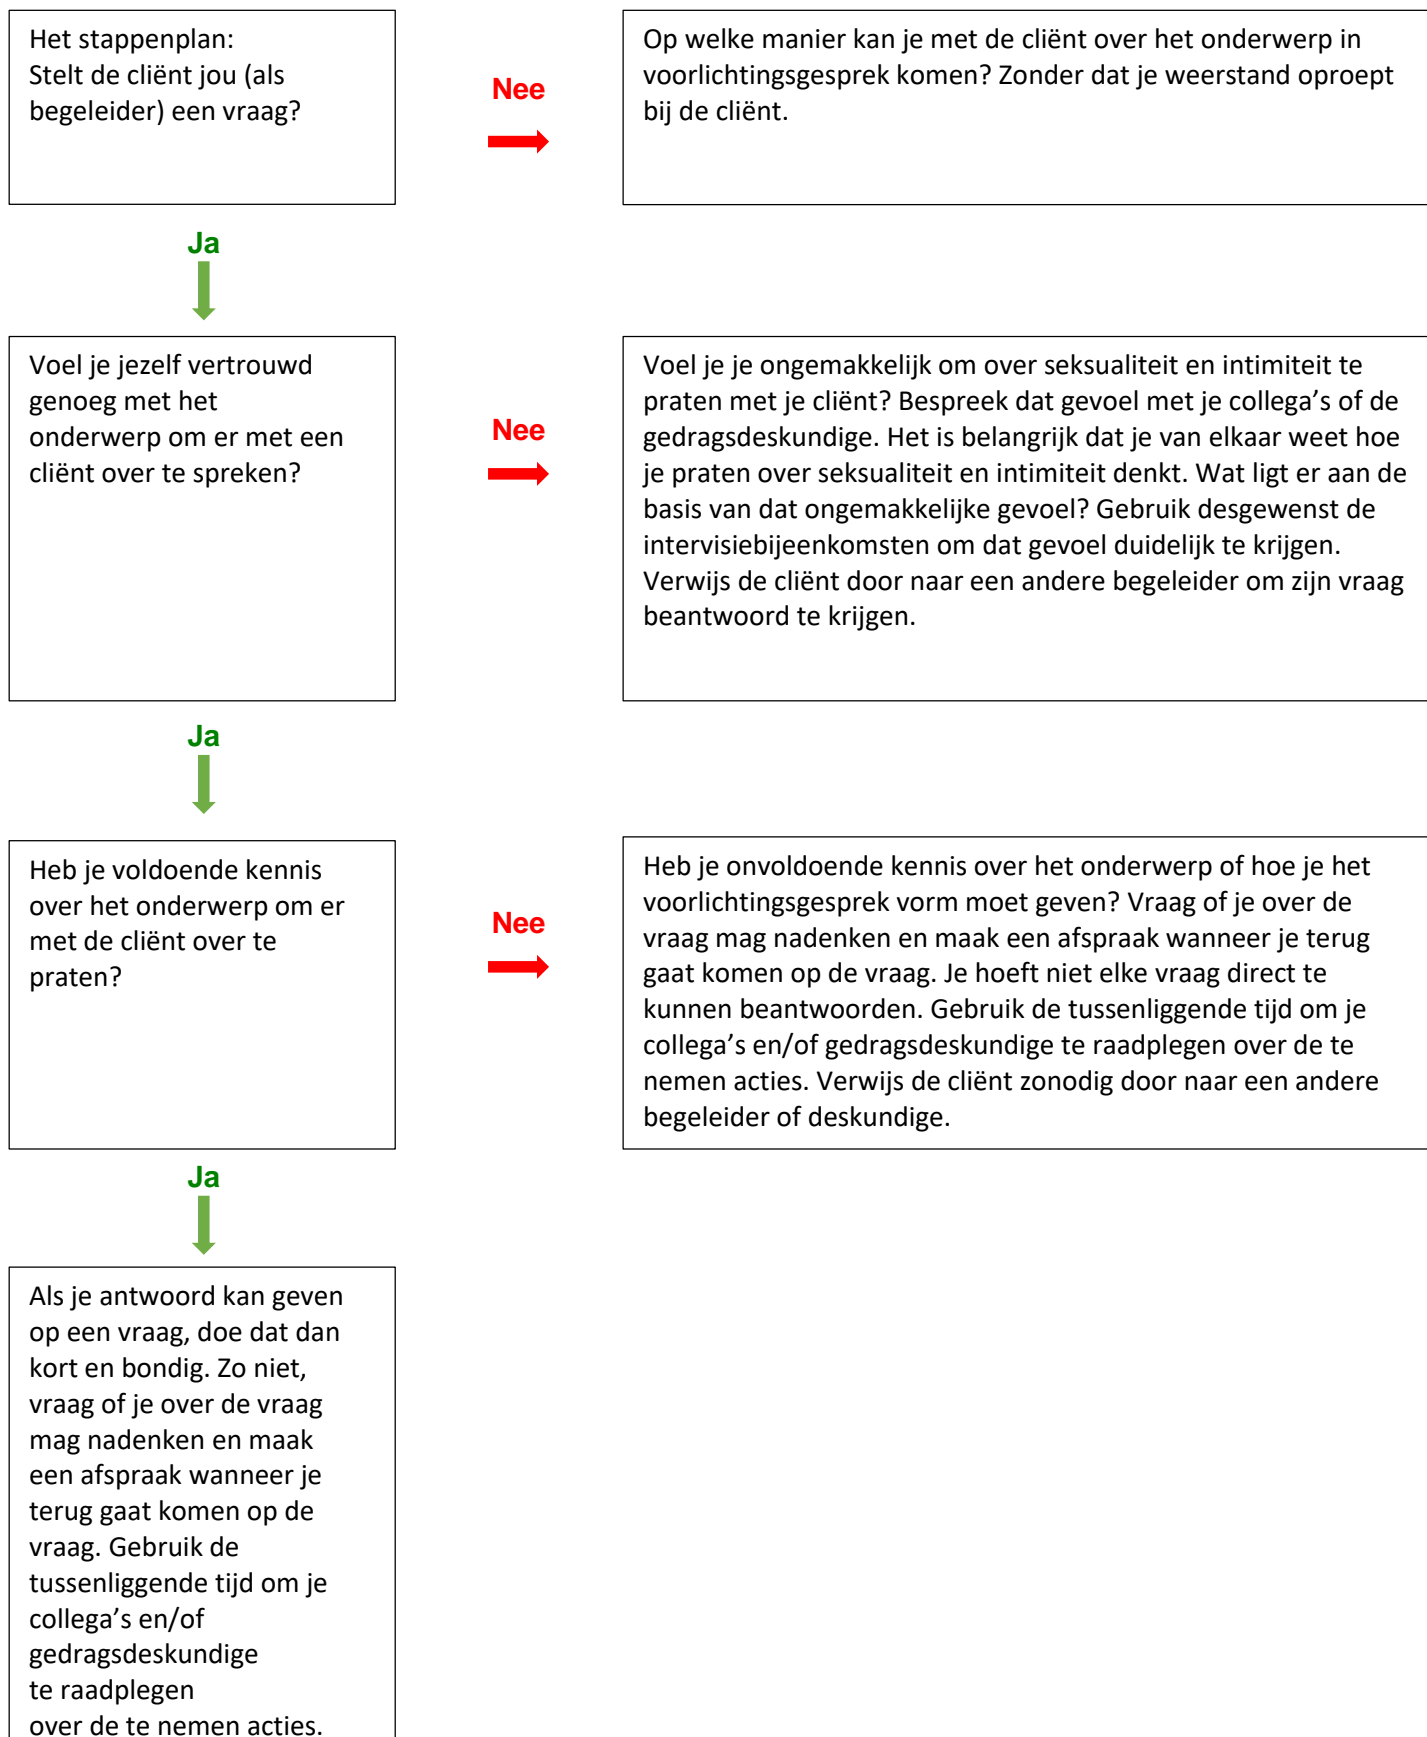 Het stappenplan:
Stelt de cliënt jou (als
begeleider) een vraag?
Nee
Op welke manier kan je met de cliënt over het onderwerp in
voorlichtingsgesprek komen? Zonder dat je weerstand oproept
bij de cliënt.
Ja
Voel je jezelf vertrouwd
genoeg met het
onderwerp om er met een
cliënt over te spreken?
Nee
Voel je je ongemakkelijk om over seksualiteit en intimiteit te
praten met je cliënt? Bespreek dat gevoel met je collega’s of de
gedragsdeskundige. Het is belangrijk dat je van elkaar weet hoe
je praten over seksualiteit en intimiteit denkt. Wat ligt er aan de
basis van dat ongemakkelijke gevoel? Gebruik desgewenst de
intervisiebijeenkomsten om dat gevoel duidelijk te krijgen.
Verwijs de cliënt door naar een andere begeleider om zijn vraag
beantwoord te krijgen.
Ja
Heb je voldoende kennis
over het onderwerp om er
met de cliënt over te
praten?
Nee
Heb je onvoldoende kennis over het onderwerp of hoe je het
voorlichtingsgesprek vorm moet geven? Vraag of je over de
vraag mag nadenken en maak een afspraak wanneer je terug
gaat komen op de vraag. Je hoeft niet elke vraag direct te
kunnen beantwoorden. Gebruik de tussenliggende tijd om je
collega’s en/of gedragsdeskundige te raadplegen over de te
nemen acties. Verwijs de cliënt zonodig door naar een andere
begeleider of deskundige.
Ja
Als je antwoord kan geven
op een vraag, doe dat dan
kort en bondig. Zo niet,
vraag of je over de vraag
mag nadenken en maak
een afspraak wanneer je
terug gaat komen op de
vraag. Gebruik de
tussenliggende tijd om je
collega’s en/of
gedragsdeskundige
te raadplegen
over de te nemen acties.